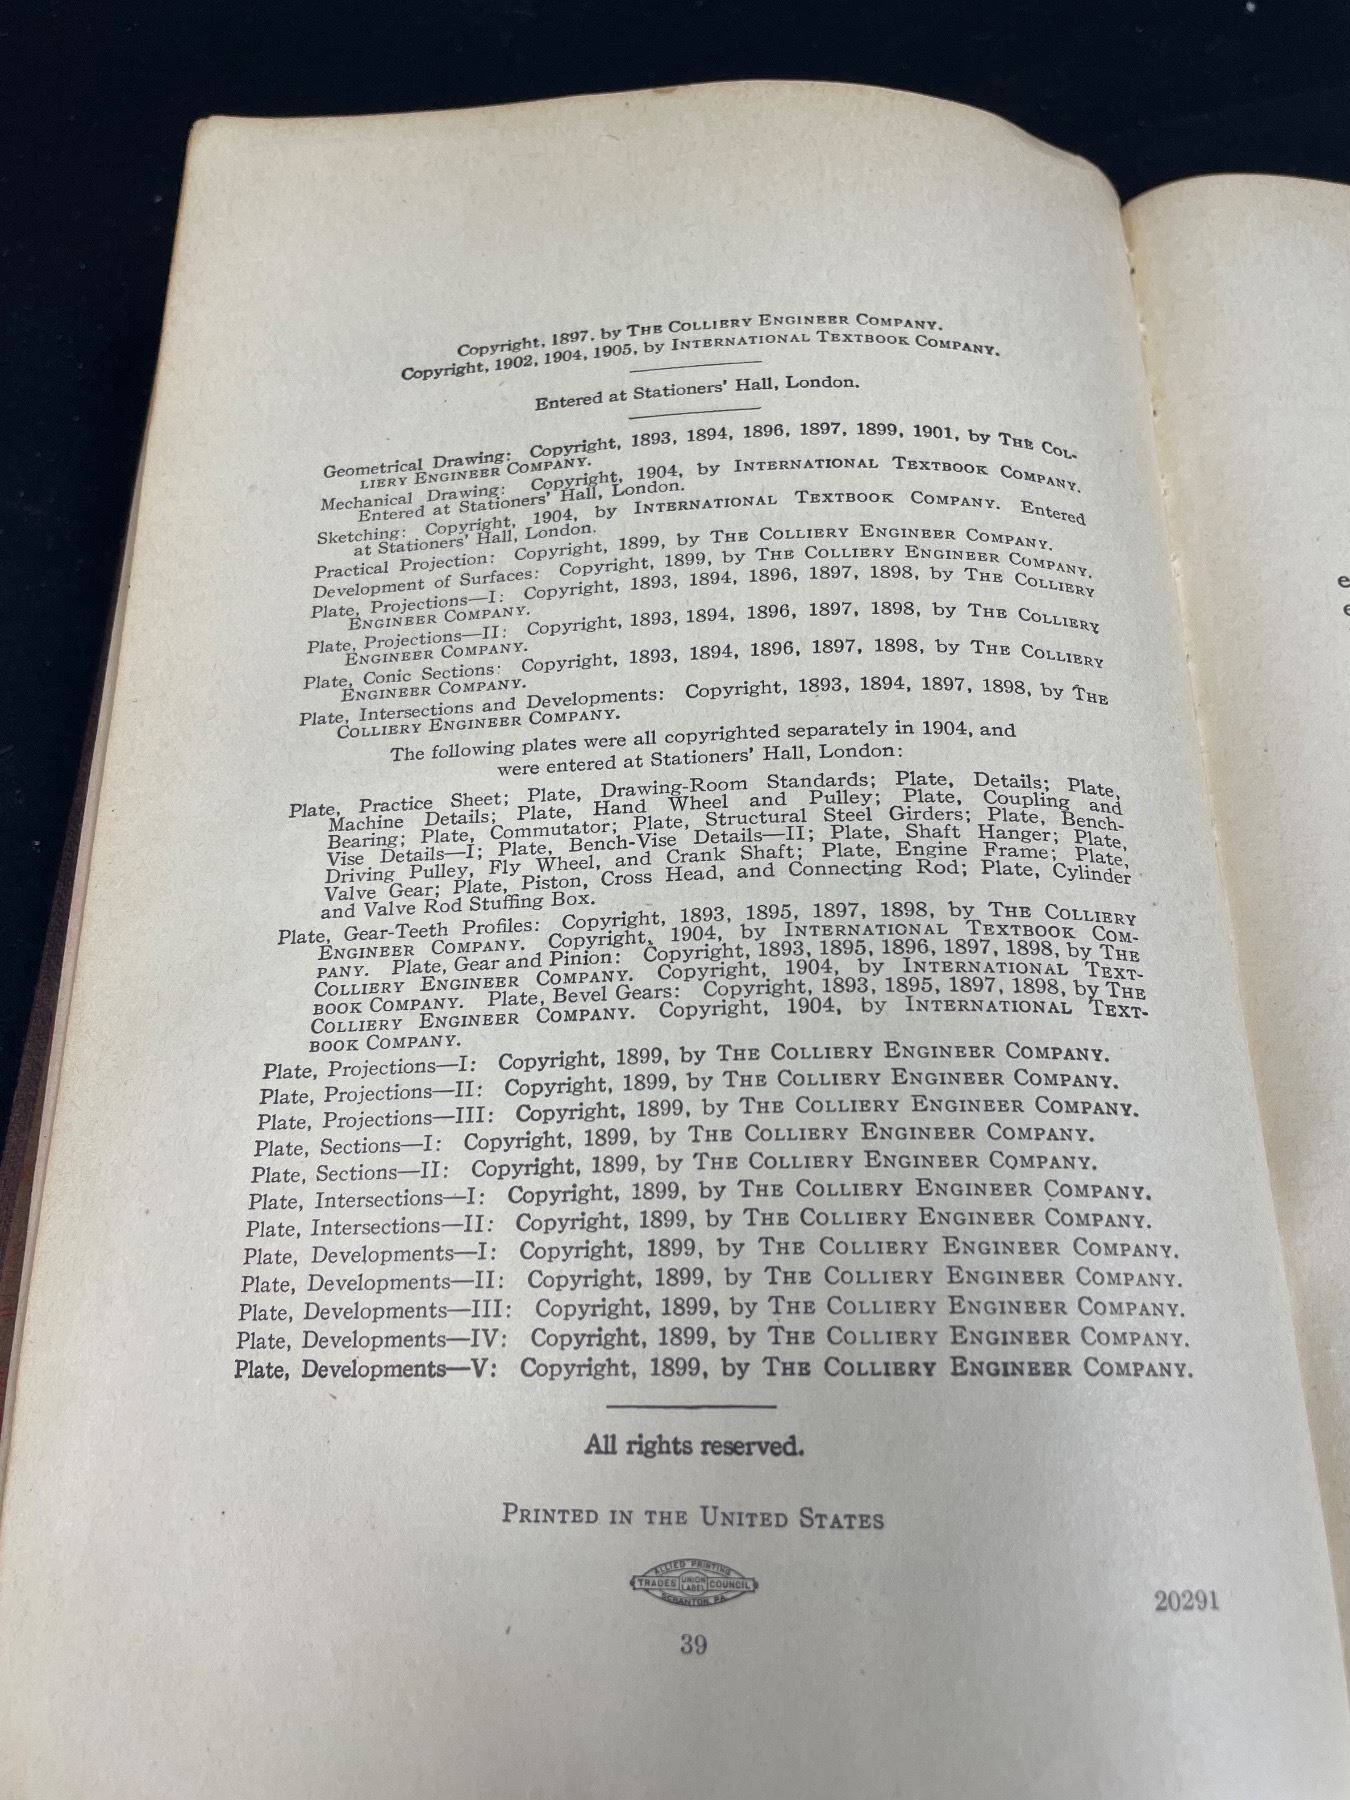 Copyright, 1897, by THE COLLIERY ENGINEER COMPANY.
Copyright, 1902, 1904, 1905, by INTERNATIONAL TEXTBOOK COMPANY.
Entered at Stationers' Hall, London.
Geometrical Drawing: Copyright, 1893, 1894, 1896, 1897, 1899, 1901, by THE COL-
LIERY ENGINEER COMPANY.
Mechanical Drawing: Copyright, 1904, by INTERNATIONAL TEXTBOOK COMPANY.
Entered at Stationers' Hall, London.
Sketching: Copyright, 1904, by INTERNATIONAL TEXTBOOK COMPANY. Entered
at Stationers' Hall, London.
Practical Projection: Copyright, 1899, by THE COLLIERY ENGINEER COMPANY.
Development of Surfaces: Copyright, 1899, by THE COLLIERY ENGINEER COMPANY.
Plate, Projections—I: Copyright, 1893, 1894, 1896, 1897, 1898, by THE COLLIERY
ENGINEER COMPANY.
Plate, Projections—II: Copyright, 1893, 1894, 1896, 1897, 1898, by THE COLLIERY
ENGINEER COMPANY.
Plate, Conic Sections: Copyright, 1893, 1894, 1896, 1897, 1898, by THE COLLIERY
ENGINEER COMPANY.
Plate, Intersections and Developments: Copyright, 1893, 1894, 1897, 1898, by THE
COLLIERY ENGINEER COMPANY.
The following plates were all copyrighted separately in 1904, and
were entered at Stationers' Hall, London:
Plate, Practice Sheet; Plate, Drawing-Room Standards; Plate, Details; Plate,
Machine Details; Plate, Hand Wheel and Pulley; Plate, Coupling and
Bearing; Plate, Commutator; Plate, Structural Steel Girders; Plate, Bench-
Vise Details—I; Plate, Bench-Vise Details—II; Plate, Shaft Hanger; Plate,
Driving Pulley, Fly Wheel, and Crank Shaft; Plate, Engine Frame; Plate,
Valve Gear; Plate, Piston, Cross Head, and Connecting Rod; Plate, Cylinder
and Valve Rod Stuffing Box.
Plate, Gear-Teeth Profiles: Copyright, 1893, 1895, 1897, 1898, by THE COLLIERY
ENGINEER COMPANY. Copyright, 1904, by INTERNATIONAL TEXTBOOK COM-
PANY. Plate, Gear and Pinion: Copyright, 1893, 1895, 1896, 1897, 1898, by THE
COLLIERY ENGINEER COMPANY. Copyright, 1904, by INTERNATIONAL TEXT-
BOOK COMPANY. Plate, Bevel Gears: Copyright, 1893, 1895, 1897, 1898, by THE
COLLIERY ENGINEER COMPANY. Copyright, 1904, by INTERNATIONAL TEXT-
BOOK COMPANY.
Plate, Projections—I: Copyright, 1899, by THE COLLIERY ENGINEER COMPANY.
Plate, Projections—II: Copyright, 1899, by THE COLLIERY ENGINEER COMPANY.
Plate, Projections—III: Copyright, 1899, by THE COLLIERY ENGINEER COMPANY.
Plate, Sections—I: Copyright, 1899, by THE COLLIERY ENGINEER COMPANY.
Plate, Sections—II: Copyright, 1899, by THE COLLIERY ENGINEER COMPANY.
Plate, Intersections—I: Copyright, 1899, by THE COLLIERY ENGINEER COMPANY.
Plate, Intersections—II: Copyright, 1899, by THE COLLIERY ENGINEER COMPANY.
Plate, Developments—I: Copyright, 1899, by THE COLLIERY ENGINEER COMPANY.
Plate, Developments—II: Copyright, 1899, by THE COLLIERY ENGINEER COMPANY.
Plate, Developments—III: Copyright, 1899, by THE COLLIERY ENGINEER COMPANY.
Plate, Developments—IV: Copyright, 1899, by THE COLLIERY ENGINEER COMPANY.
Plate, Developments—V: Copyright, 1899, by THE COLLIERY ENGINEER COMPANY.
All rights reserved.
PRINTED IN THE UNITED STATES
ALLIED PRINTING
TRADES UNION LABEL COUNCIL
SCRANTON, PA.
20291
39